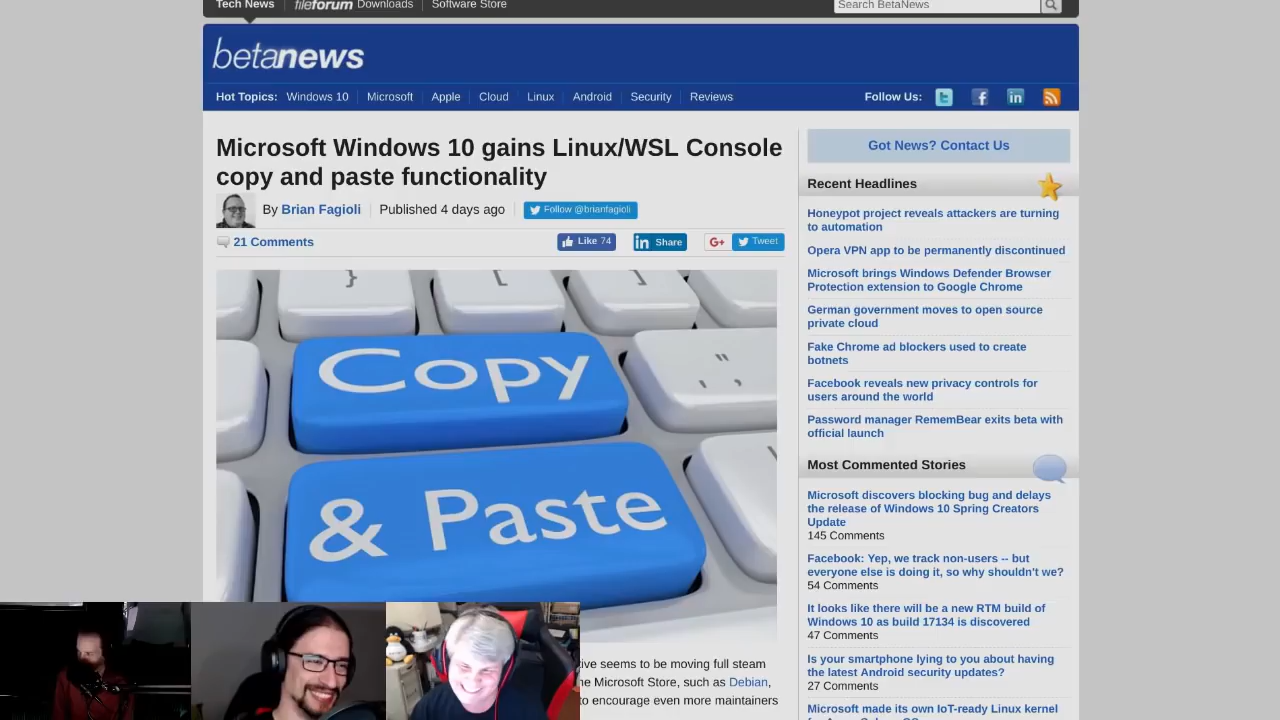 Tech News
fileforum Downloads
Software Store
Search BetaNews
betanews
Hot Topics: Windows 10 Microsoft Apple Cloud Linux Android Security Reviews
Follow Us:
Microsoft Windows 10 gains Linux/WSL Console
copy and paste functionality
By Brian Fagioli
Published 4 days ago
Follow @brianfagioli
21 Comments
Like 74
Share
G+
Tweet
Copy
& Paste
ive seems to be moving full steam
Microsoft Store, such as Debian,
to encourage even more maintainers
Got News? Contact Us
Recent Headlines
Honeypot project reveals attackers are turning
to automation
Opera VPN app to be permanently discontinued
Microsoft brings Windows Defender Browser
Protection extension to Google Chrome
German government moves to open source
private cloud
Fake Chrome ad blockers used to create
botnets
Facebook reveals new privacy controls for
users around the world
Password manager RememBear exits beta with
official launch
Most Commented Stories
Microsoft discovers blocking bug and delays
the release of Windows 10 Spring Creators
Update
145 Comments
Facebook: Yep, we track non-users -- but
everyone else is doing it, so why shouldn't we?
54 Comments
It looks like there will be a new RTM build of
Windows 10 as build 17134 is discovered
47 Comments
Is your smartphone lying to you about having
the latest Android security updates?
27 Comments
Microsoft made its own IoT-ready Linux kernel